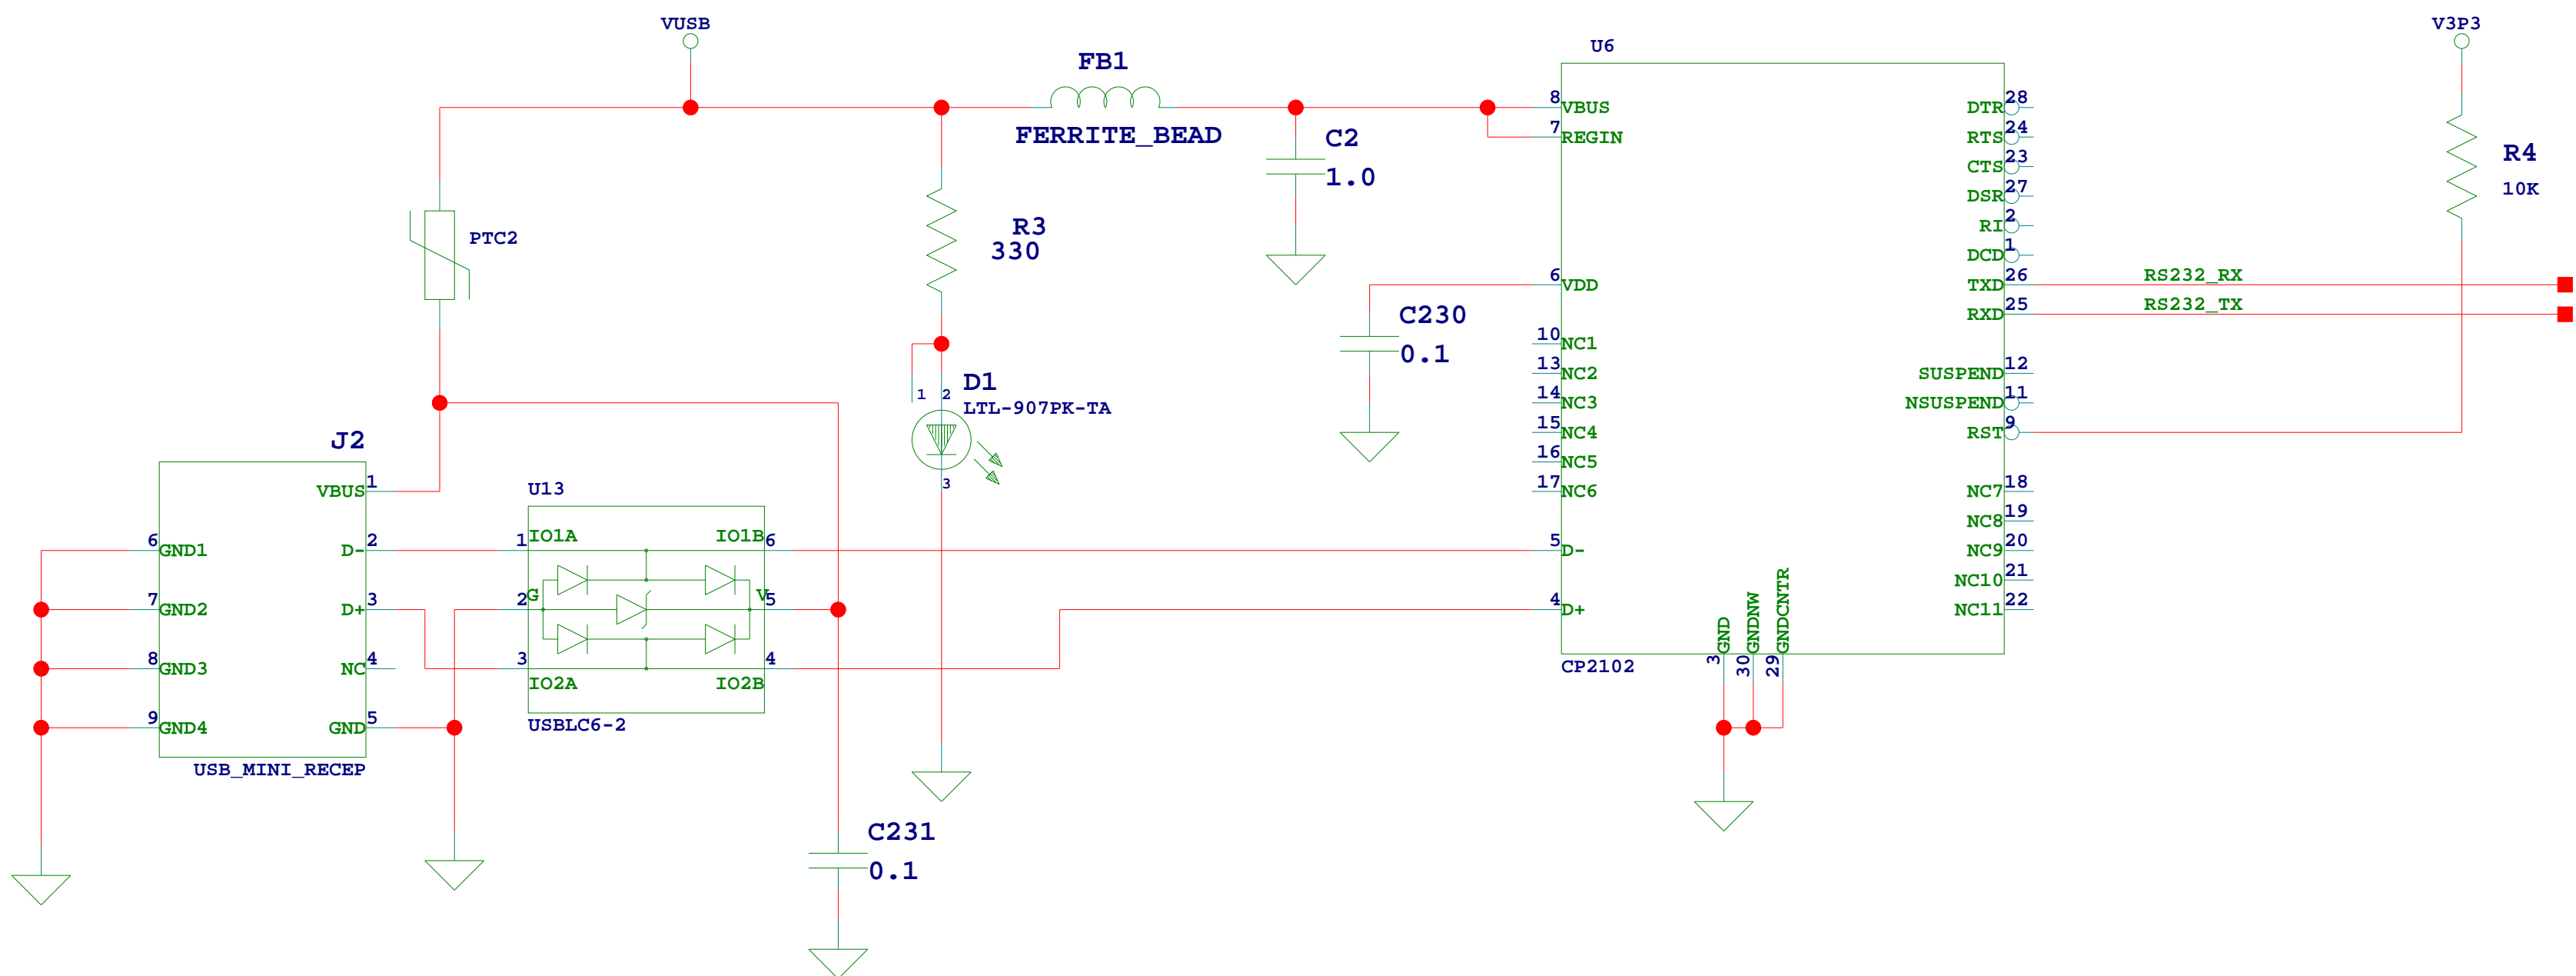 VUSB
V3P3
U6
FB1
FERRITE_BEAD
C2
1.0
R4
10K
PTC2
R3
330
C230
0.1
D1
LTL-907PK-TA
1
2
3
J2
VBUS 1
6 GND1
D- 2
7 GND2
D+ 3
8 GND3
NC 4
9 GND4
GND 5
USB_MINI_RECEP
U13
1 IO1A
IO1B 6
2 G
V 5
3 IO2A
IO2B 4
USBLC6-2
C231
0.1
8 VBUS
7 REGIN
6 VDD
10 NC1
13 NC2
14 NC3
15 NC4
16 NC5
17 NC6
5 D-
4 D+
DTR 28
RTS 24
CTS 23
DSR 27
RI 2
DCD 1
TXD 26
RXD 25
SUSPEND 12
NSUSPEND 11
RST 9
NC7 18
NC8 19
NC9 20
NC10 21
NC11 22
GND 3
GNDNW 30
GNDCNTR 29
CP2102
RS232_RX
RS232_TX